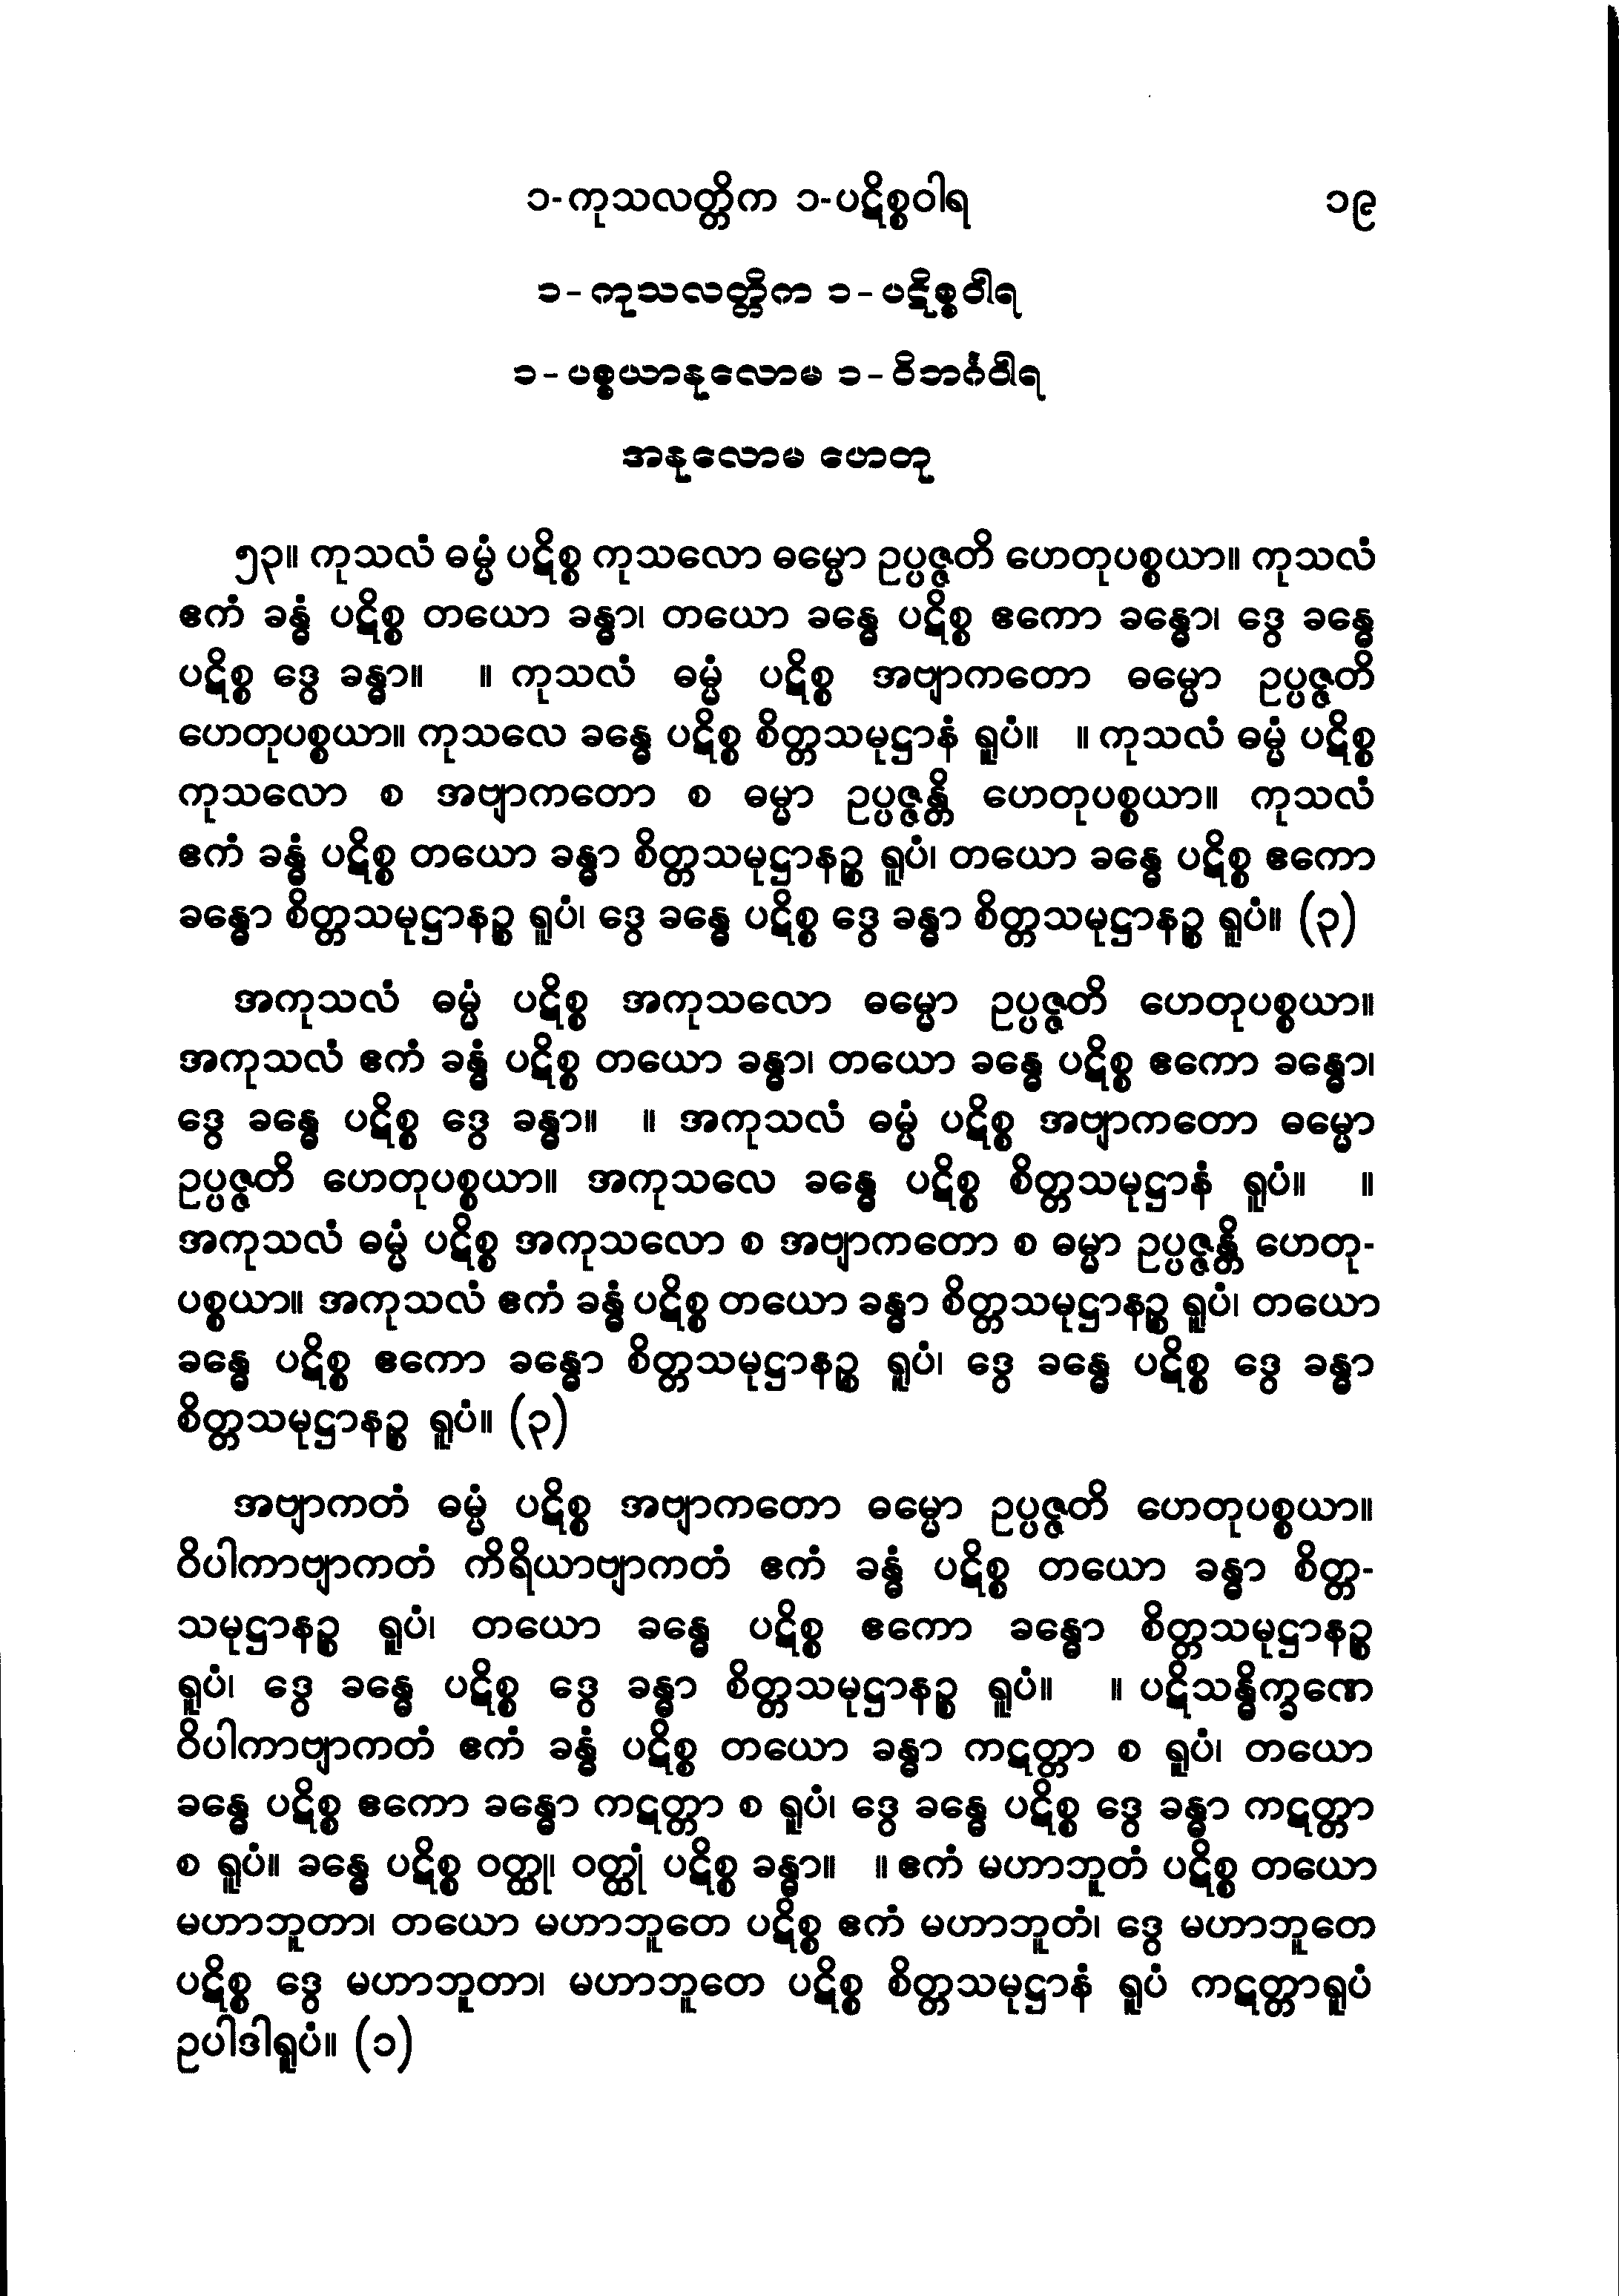 ၁-ကုသလတ္တိက ၁-ပဋိစ္စဝါရ ၁၉
၁-ကုသလတ္တိက ၁-ပဋိစ္စဝါရ
၁-ပစ္စယာနုလောမ ၁-ဝိဘင်္ဂဝါရ
အနုလောမ ဟေတု
၅၃။ ကုသလံ ဓမ္မံ ပဋိစ္စ ကုသလော ဓမ္မော ဥပ္ပဇ္ဇတိ ဟေတုပစ္စယာ။ ကုသလံ
ဧကံ ခန္ဓံ ပဋိစ္စ တယော ခန္ဓာ၊ တယော ခန္ဓေ ပဋိစ္စ ဧကော ခန္ဓော၊ ဒွေ ခန္ဓေ
ပဋိစ္စ ဒွေ ခန္ဓာ။ ။ ကုသလံ ဓမ္မံ ပဋိစ္စ အဗျာကတော ဓမ္မော ဥပ္ပဇ္ဇတိ
ဟေတုပစ္စယာ။ ကုသလေ ခန္ဓေ ပဋိစ္စ စိတ္တသမုဋ္ဌာနံ ရူပံ။ ။ ကုသလံ ဓမ္မံ ပဋိစ္စ
ကုသလော စ အဗျာကတော စ ဓမ္မာ ဥပ္ပဇ္ဇန္တိ ဟေတုပစ္စယာ။ ကုသလံ
ဧကံ ခန္ဓံ ပဋိစ္စ တယော ခန္ဓာ စိတ္တသမုဋ္ဌာနဉ္စ ရူပံ၊ တယော ခန္ဓေ ပဋိစ္စ ဧကော
ခန္ဓော စိတ္တသမုဋ္ဌာနဉ္စ ရူပံ၊ ဒွေ ခန္ဓေ ပဋိစ္စ ဒွေ ခန္ဓာ စိတ္တသမုဋ္ဌာနဉ္စ ရူပံ။ (၃)
အကုသလံ ဓမ္မံ ပဋိစ္စ အကုသလော ဓမ္မော ဥပ္ပဇ္ဇတိ ဟေတုပစ္စယာ။
အကုသလံ ဧကံ ခန္ဓံ ပဋိစ္စ တယော ခန္ဓာ၊ တယော ခန္ဓေ ပဋိစ္စ ဧကော ခန္ဓော၊
ဒွေ ခန္ဓေ ပဋိစ္စ ဒွေ ခန္ဓာ။ ။ အကုသလံ ဓမ္မံ ပဋိစ္စ အဗျာကတော ဓမ္မော
ဥပ္ပဇ္ဇတိ ဟေတုပစ္စယာ။ အကုသလေ ခန္ဓေ ပဋိစ္စ စိတ္တသမုဋ္ဌာနံ ရူပံ။ ။
အကုသလံ ဓမ္မံ ပဋိစ္စ အကုသလော စ အဗျာကတော စ ဓမ္မာ ဥပ္ပဇ္ဇန္တိ ဟေတု-
ပစ္စယာ။ အကုသလံ ဧကံ ခန္ဓံ ပဋိစ္စ တယော ခန္ဓာ စိတ္တသမုဋ္ဌာနဉ္စ ရူပံ၊ တယော
ခန္ဓေ ပဋိစ္စ ဧကော ခန္ဓော စိတ္တသမုဋ္ဌာနဉ္စ ရူပံ၊ ဒွေ ခန္ဓေ ပဋိစ္စ ဒွေ ခန္ဓာ
စိတ္တသမုဋ္ဌာနဉ္စ ရူပံ။ (၃)
အဗျာကတံ ဓမ္မံ ပဋိစ္စ အဗျာကတော ဓမ္မော ဥပ္ပဇ္ဇတိ ဟေတုပစ္စယာ။
ဝိပါကာဗျာကတံ ကိရိယာဗျာကတံ ဧကံ ခန္ဓံ ပဋိစ္စ တယော ခန္ဓာ စိတ္တ-
သမုဋ္ဌာနဉ္စ ရူပံ၊ တယော ခန္ဓေ ပဋိစ္စ ဧကော ခန္ဓော စိတ္တသမုဋ္ဌာနဉ္စ
ရူပံ၊ ဒွေ ခန္ဓေ ပဋိစ္စ ဒွေ ခန္ဓာ စိတ္တသမုဋ္ဌာနဉ္စ ရူပံ။ ။ ပဋိသန္ဓိက္ခဏေ
ဝိပါကာဗျာကတံ ဧကံ ခန္ဓံ ပဋိစ္စ တယော ခန္ဓာ ကဋတ္တာ စ ရူပံ၊ တယော
ခန္ဓေ ပဋိစ္စ ဧကော ခန္ဓော ကဋတ္တာ စ ရူပံ၊ ဒွေ ခန္ဓေ ပဋိစ္စ ဒွေ ခန္ဓာ ကဋတ္တာ
စ ရူပံ။ ခန္ဓေ ပဋိစ္စ ဝတ္ထု၊ ဝတ္ထုံ ပဋိစ္စ ခန္ဓာ။ ။ ဧကံ မဟာဘူတံ ပဋိစ္စ တယော
မဟာဘူတာ၊ တယော မဟာဘူတေ ပဋိစ္စ ဧကံ မဟာဘူတံ၊ ဒွေ မဟာဘူတေ
ပဋိစ္စ ဒွေ မဟာဘူတာ၊ မဟာဘူတေ ပဋိစ္စ စိတ္တသမုဋ္ဌာနံ ရူပံ ကဋတ္တာရူပံ
ဥပါဒါရူပံ။ (၁)